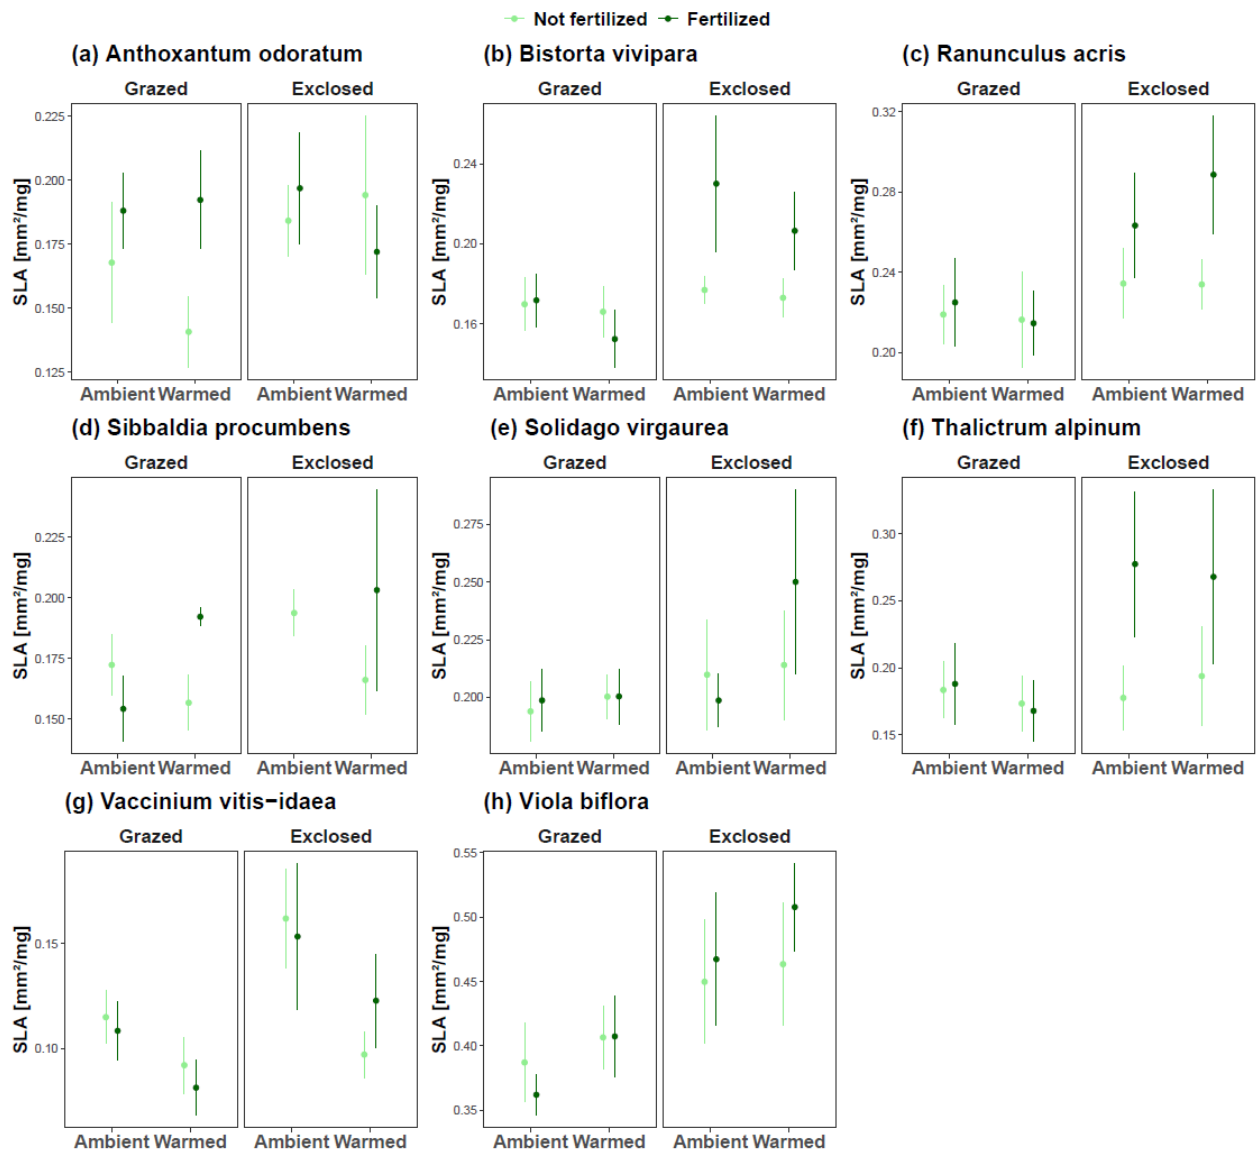 Not fertilized Fertilized
(a) Anthoxantum odoratum
Grazed Exclosed
SLA [mm²/mg]
0.225
0.200
0.175
0.150
0.125
Ambient Warmed Ambient Warmed
(b) Bistorta vivipara
Grazed Exclosed
SLA [mm²/mg]
0.24
0.20
0.16
Ambient Warmed Ambient Warmed
(c) Ranunculus acris
Grazed Exclosed
SLA [mm²/mg]
0.32
0.28
0.24
0.20
Ambient Warmed Ambient Warmed
(d) Sibbaldia procumbens
Grazed Exclosed
SLA [mm²/mg]
0.225
0.200
0.175
0.150
Ambient Warmed Ambient Warmed
(e) Solidago virgaurea
Grazed Exclosed
SLA [mm²/mg]
0.275
0.250
0.225
0.200
Ambient Warmed Ambient Warmed
(f) Thalictrum alpinum
Grazed Exclosed
SLA [mm²/mg]
0.30
0.25
0.20
0.15
Ambient Warmed Ambient Warmed
(g) Vaccinium vitis−idaea
Grazed Exclosed
SLA [mm²/mg]
0.15
0.10
Ambient Warmed Ambient Warmed
(h) Viola biflora
Grazed Exclosed
SLA [mm²/mg]
0.55
0.50
0.45
0.40
0.35
Ambient Warmed Ambient Warmed